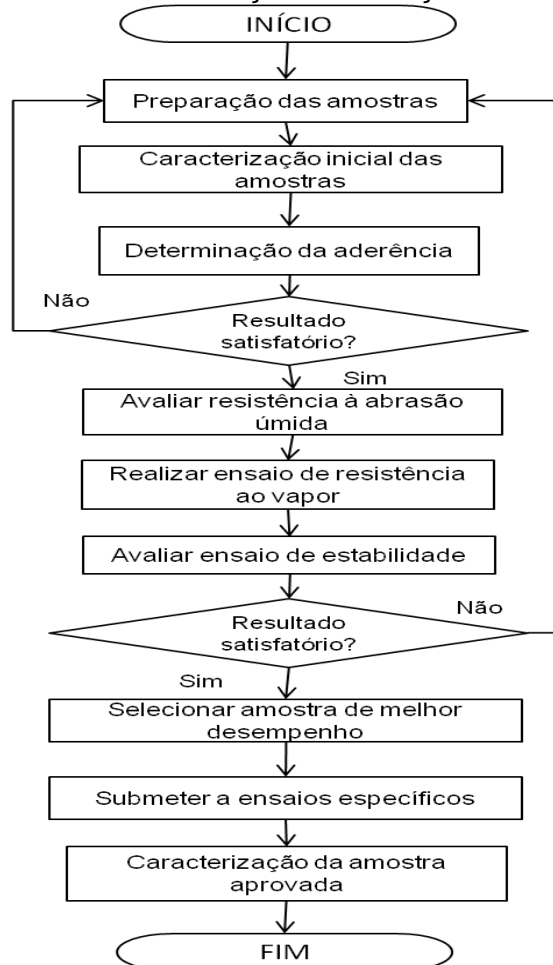 INÍCIO
Preparação das amostras
Caracterização inicial das
amostras
Determinação da aderência
Não
Resultado
satisfatório?
Sim
Avaliar resistência à abrasão
úmida
Realizar ensaio de resistência
ao vapor
Avaliar ensaio de estabilidade
Não
Resultado
satisfatório?
Sim
Selecionar amostra de melhor
desempenho
Submeter a ensaios específicos
Caracterização da amostra
aprovada
FIM